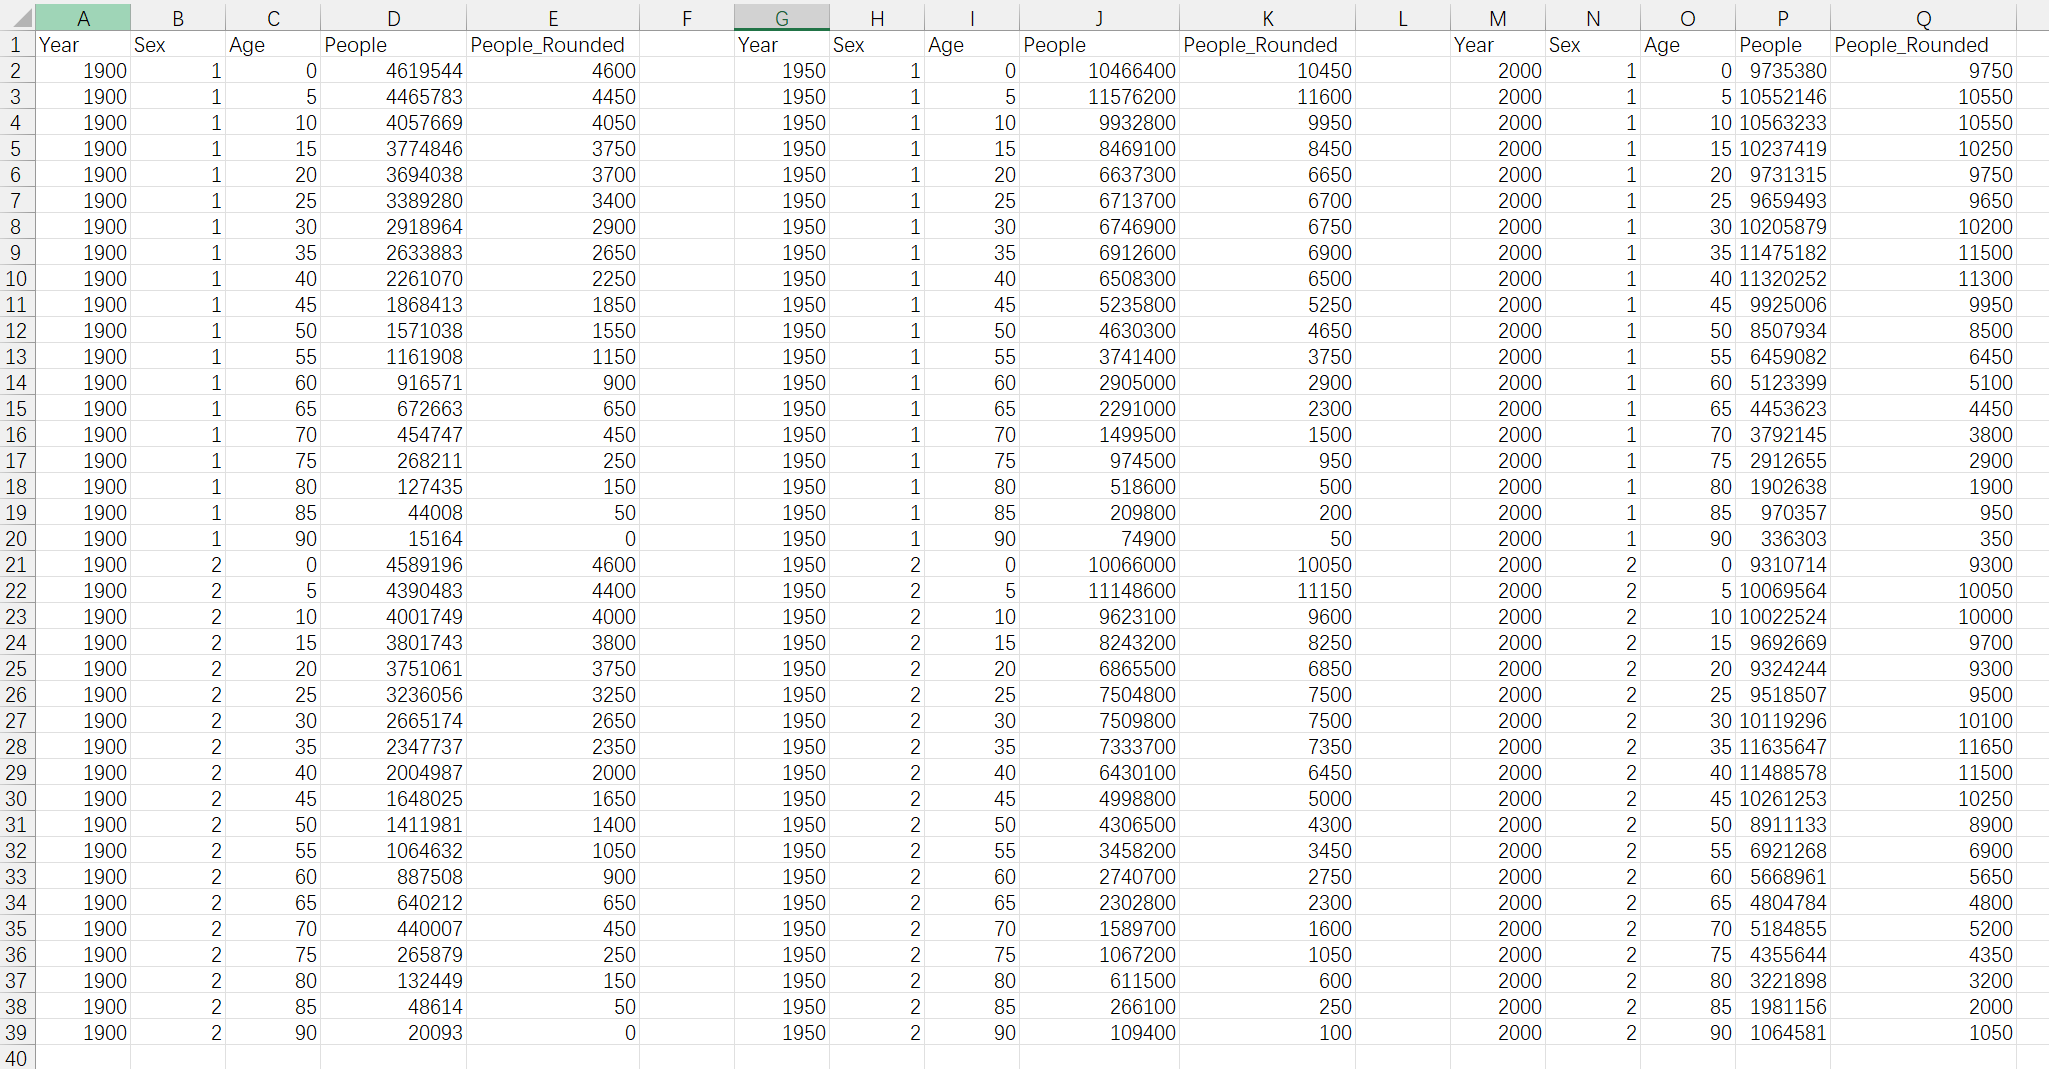 A B C D E F G H I J K L M N O P Q
1 Year Sex Age People People_Rounded Year Sex Age People People_Rounded Year Sex Age People People_Rounded
2 1900 1 0 4619544 4600 1950 1 0 10466400 10450 2000 1 0 9735380 9750
3 1900 1 5 4465783 4450 1950 1 5 11576200 11600 2000 1 5 10552146 10550
4 1900 1 10 4057669 4050 1950 1 10 9932800 9950 2000 1 10 10563233 10550
5 1900 1 15 3774846 3750 1950 1 15 8469100 8450 2000 1 15 10237419 10250
6 1900 1 20 3694038 3700 1950 1 20 6637300 6650 2000 1 20 9731315 9750
7 1900 1 25 3389280 3400 1950 1 25 6713700 6700 2000 1 25 9659493 9650
8 1900 1 30 2918964 2900 1950 1 30 6746900 6750 2000 1 30 10205879 10200
9 1900 1 35 2633883 2650 1950 1 35 6912600 6900 2000 1 35 11475182 11500
10 1900 1 40 2261070 2250 1950 1 40 6508300 6500 2000 1 40 11320252 11300
11 1900 1 45 1868413 1850 1950 1 45 5235800 5250 2000 1 45 9925006 9950
12 1900 1 50 1571038 1550 1950 1 50 4630300 4650 2000 1 50 8507934 8500
13 1900 1 55 1161908 1150 1950 1 55 3741400 3750 2000 1 55 6459082 6450
14 1900 1 60 916571 900 1950 1 60 2905000 2900 2000 1 60 5123399 5100
15 1900 1 65 672663 650 1950 1 65 2291000 2300 2000 1 65 4453623 4450
16 1900 1 70 454747 450 1950 1 70 1499500 1500 2000 1 70 3792145 3800
17 1900 1 75 268211 250 1950 1 75 974500 950 2000 1 75 2912655 2900
18 1900 1 80 127435 150 1950 1 80 518600 500 2000 1 80 1902638 1900
19 1900 1 85 44008 50 1950 1 85 209800 200 2000 1 85 970357 950
20 1900 1 90 15164 0 1950 1 90 74900 50 2000 1 90 336303 350
21 1900 2 0 4589196 4600 1950 2 0 10066000 10050 2000 2 0 9310714 9300
22 1900 2 5 4390483 4400 1950 2 5 11148600 11150 2000 2 5 10069564 10050
23 1900 2 10 4001749 4000 1950 2 10 9623100 9600 2000 2 10 10022524 10000
24 1900 2 15 3801743 3800 1950 2 15 8243200 8250 2000 2 15 9692669 9700
25 1900 2 20 3751061 3750 1950 2 20 6865500 6850 2000 2 20 9324244 9300
26 1900 2 25 3236056 3250 1950 2 25 7504800 7500 2000 2 25 9518507 9500
27 1900 2 30 2665174 2650 1950 2 30 7509800 7500 2000 2 30 10119296 10100
28 1900 2 35 2347737 2350 1950 2 35 7333700 7350 2000 2 35 11635647 11650
29 1900 2 40 2004987 2000 1950 2 40 6430100 6450 2000 2 40 11488578 11500
30 1900 2 45 1648025 1650 1950 2 45 4998800 5000 2000 2 45 10261253 10250
31 1900 2 50 1411981 1400 1950 2 50 4306500 4300 2000 2 50 8911133 8900
32 1900 2 55 1064632 1050 1950 2 55 3458200 3450 2000 2 55 6921268 6900
33 1900 2 60 887508 900 1950 2 60 2740700 2750 2000 2 60 5668961 5650
34 1900 2 65 640212 650 1950 2 65 2302800 2300 2000 2 65 4804784 4800
35 1900 2 70 440007 450 1950 2 70 1589700 1600 2000 2 70 5184855 5200
36 1900 2 75 265879 250 1950 2 75 1067200 1050 2000 2 75 4355644 4350
37 1900 2 80 132449 150 1950 2 80 611500 600 2000 2 80 3221898 3200
38 1900 2 85 48614 50 1950 2 85 266100 250 2000 2 85 1981156 2000
39 1900 2 90 20093 0 1950 2 90 109400 100 2000 2 90 1064581 1050
40